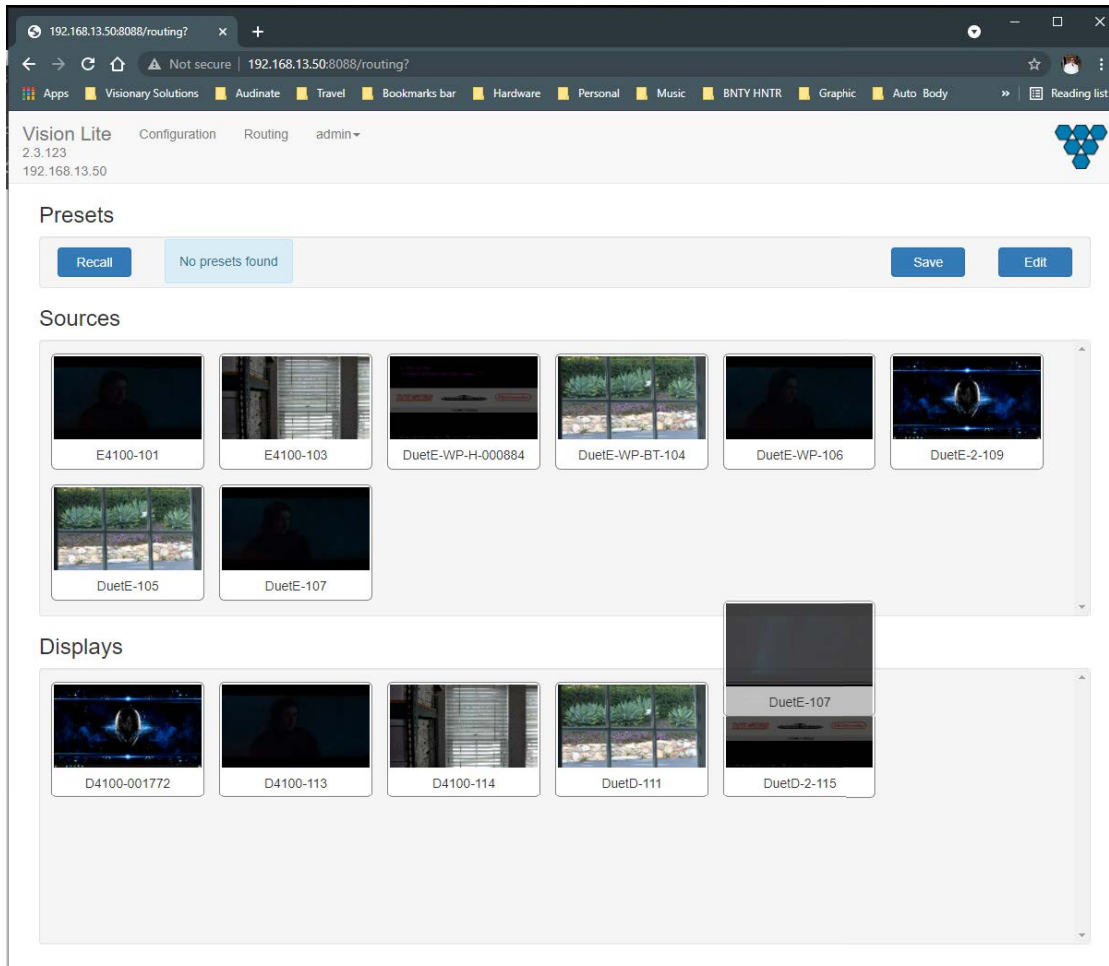 192.168.13.50:8088/routing?
Not secure | 192.168.13.50:8088/routing?
Apps Visionary Solutions Audinate Travel Bookmarks bar Hardware Personal Music BNTY HNTR Graphic Auto Body » Reading list
Vision Lite Configuration Routing admin
2.3.123
192.168.13.50
Presets
Recall No presets found Save Edit
Sources
E4100-101 E4100-103 DuetE-WP-H-000884 DuetE-WP-BT-104 DuetE-WP-106 DuetE-2-109
DuetE-105 DuetE-107
Displays
DuetE-107
D4100-001772 D4100-113 D4100-114 DuetD-111 DuetD-2-115